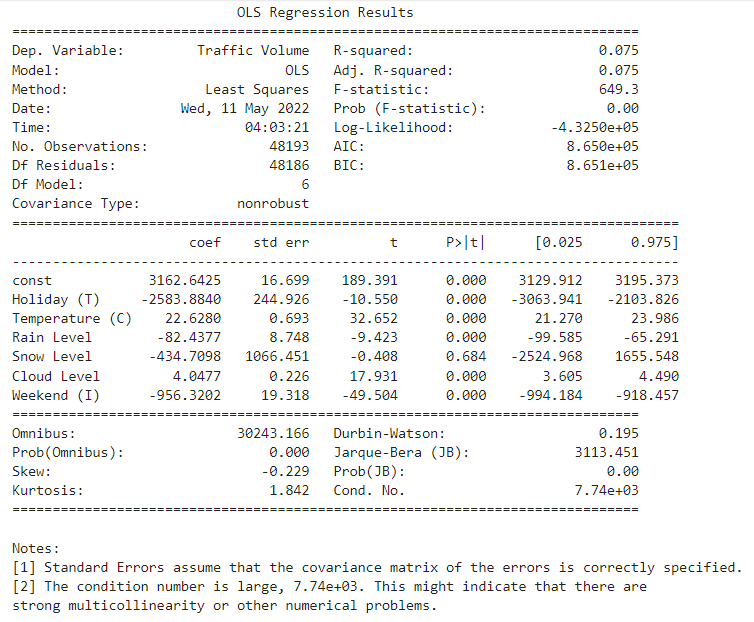 OLS Regression Results
==============================================================================
Dep. Variable: Traffic Volume R-squared: 0.075
Model: OLS Adj. R-squared: 0.075
Method: Least Squares F-statistic: 649.3
Date: Wed, 11 May 2022 Prob (F-statistic): 0.00
Time: 04:03:21 Log-Likelihood: -4.3250e+05
No. Observations: 48193 AIC: 8.650e+05
Df Residuals: 48186 BIC: 8.651e+05
Df Model: 6
Covariance Type: nonrobust
===================================================================================
coef std err t P>|t| [0.025 0.975]
-----------------------------------------------------------------------------------
const 3162.6425 16.699 189.391 0.000 3129.912 3195.373
Holiday (T) -2583.8840 244.926 -10.550 0.000 -3063.941 -2103.826
Temperature (C) 22.6280 0.693 32.652 0.000 21.270 23.986
Rain Level -82.4377 8.748 -9.423 0.000 -99.585 -65.291
Snow Level -434.7098 1066.451 -0.408 0.684 -2524.968 1655.548
Cloud Level 4.0477 0.226 17.931 0.000 3.605 4.490
Weekend (I) -956.3202 19.318 -49.504 0.000 -994.184 -918.457
==============================================================================
Omnibus: 30243.166 Durbin-Watson: 0.195
Prob(Omnibus): 0.000 Jarque-Bera (JB): 3113.451
Skew: -0.229 Prob(JB): 0.00
Kurtosis: 1.842 Cond. No. 7.74e+03
==============================================================================
Notes:
[1] Standard Errors assume that the covariance matrix of the errors is correctly specified.
[2] The condition number is large, 7.74e+03. This might indicate that there are
strong multicollinearity or other numerical problems.